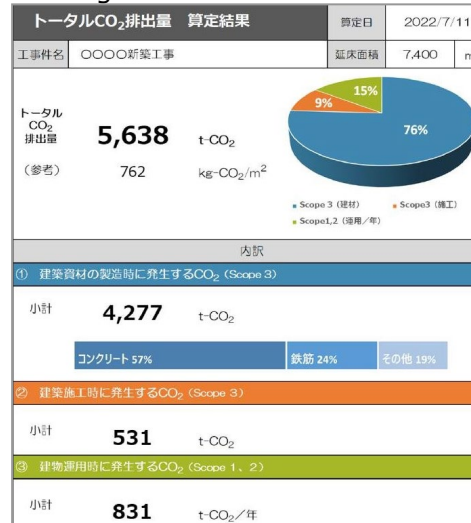 トータルCO₂排出量 算定結果 算定日 2022/7/11
工事件名 〇〇〇〇新築工事 延床面積 7,400 m
トータル
CO₂
排出量
5,638 t-CO₂
(参考) 762 kg-CO₂/m²
15%
9%
76%
Scope 3 (建材) Scope3 (施工)
Scope1,2 (運用/年)
内訳
① 建築資材の製造時に発生するCO₂ (Scope 3)
小計 4,277 t-CO₂
コンクリート 57% 鉄筋 24% その他 19%
② 建築施工時に発生するCO₂ (Scope 3)
小計 531 t-CO₂
③ 建物運用時に発生するCO₂ (Scope 1、2)
小計 831 t-CO₂/年